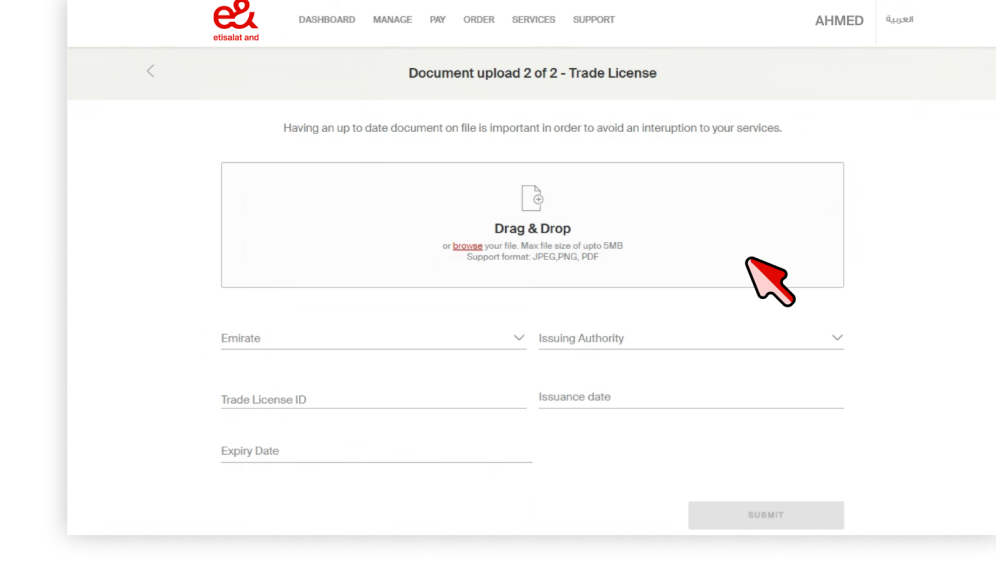 e&
etisalat and
DASHBOARD MANAGE PAY ORDER SERVICES SUPPORT AHMED العربية
Document upload 2 of 2 - Trade License
Having an up to date document on file is important in order to avoid an interuption to your services.
Drag & Drop
or browse your file. Max file size of upto 5MB
Support format: JPEG,PNG, PDF
Emirate Issuing Authority
Trade License ID Issuance date
Expiry Date
SUBMIT